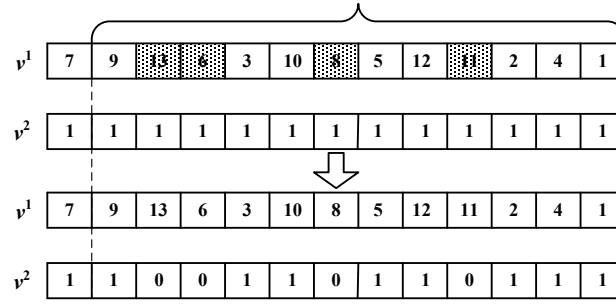 v¹ 7 9 13 6 3 10 8 5 12 11 2 4 1
v² 1 1 1 1 1 1 1 1 1 1 1 1 1
v¹ 7 9 13 6 3 10 8 5 12 11 2 4 1
v² 1 1 0 0 1 1 0 1 1 0 1 1 1